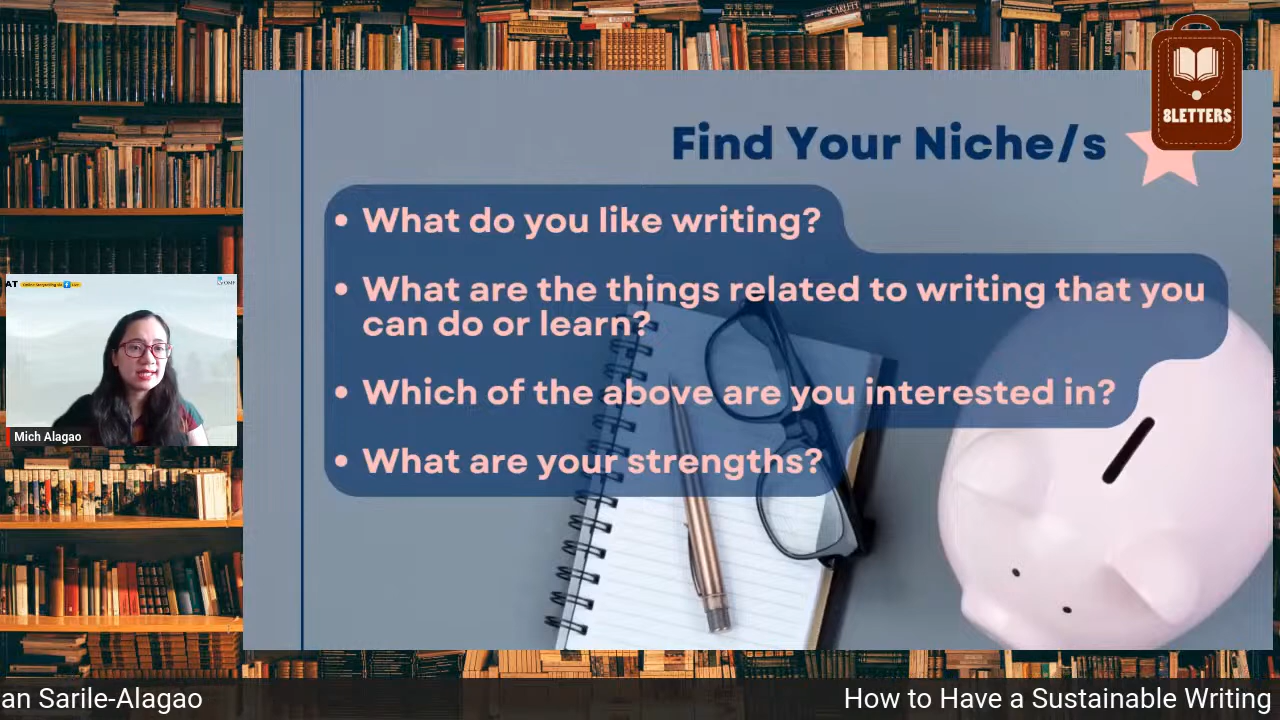 8LETTERS
Find Your Niche/s
• What do you like writing?
• What are the things related to writing that you
can do or learn?
• Which of the above are you interested in?
• What are your strengths?
AT
OMF
Mich Alagao
an Sarile-Alagao
How to Have a Sustainable Writing